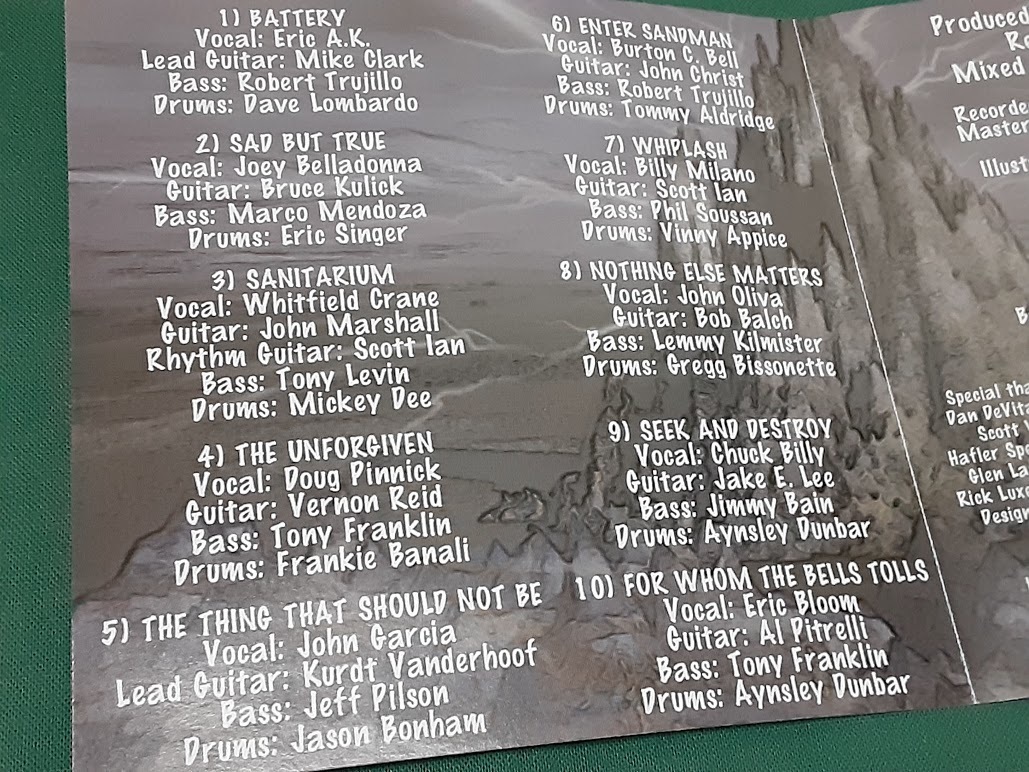 1) BATTERY
Vocal: Eric A.K.
Lead Guitar: Mike Clark
Bass: Robert Trujillo
Drums: Dave Lombardo
2) SAD BUT TRUE
Vocal: Joey Belladonna
Guitar: Bruce Kulick
Bass: Marco Mendoza
Drums: Eric Singer
3) SANITARIUM
Vocal: Whitfield Crane
Guitar: John Marshall
Rhythm Guitar: Scott Ian
Bass: Tony Levin
Drums: Mickey Dee
4) THE UNFORGIVEN
Vocal: Doug Pinnick
Guitar: Vernon Reid
Bass: Tony Franklin
Drums: Frankie Banali
5) THE THING THAT SHOULD NOT BE
Vocal: John Garcia
Lead Guitar: Kurdt Vanderhoof
Bass: Jeff Pilson
Drums: Jason Bonham
6) ENTER SANDMAN
Vocal: Burton C. Bell
Guitar: John Christ
Bass: Robert Trujillo
Drums: Tommy Aldridge
7) WHIPLASH
Vocal: Billy Milano
Guitar: Scott Ian
Bass: Phil Soussan
Drums: Vinny Appice
8) NOTHING ELSE MATTERS
Vocal: John Oliva
Guitar: Bob Balch
Bass: Lemmy Kilmister
Drums: Gregg Bissonette
9) SEEK AND DESTROY
Vocal: Chuck Billy
Guitar: Jake E. Lee
Bass: Jimmy Bain
Drums: Aynsley Dunbar
10) FOR WHOM THE BELLS TOLLS
Vocal: Eric Bloom
Guitar: Al Pitrelli
Bass: Tony Franklin
Drums: Aynsley Dunbar
Produced
Mixed
Special
Rick